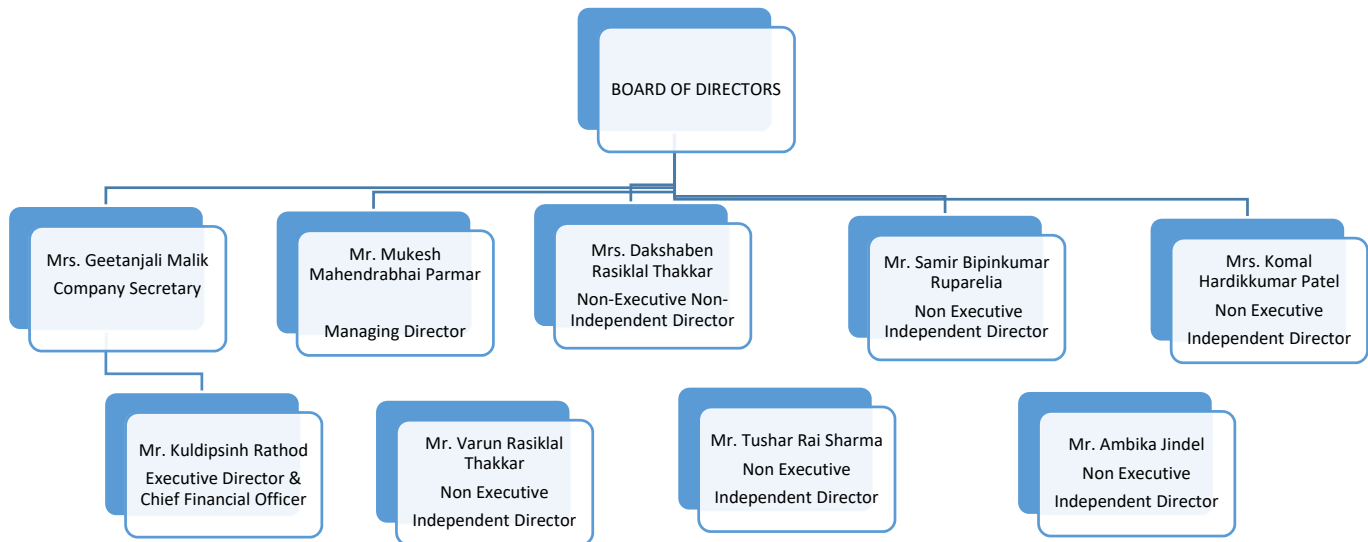 BOARD OF DIRECTORS
Mrs. Geetanjali Malik
Company Secretary
Mr. Mukesh
Mahendrabhai Parmar
Managing Director
Mrs. Dakshaben
Rasiklal Thakkar
Non-Executive Non-
Independent Director
Mr. Samir Bipinkumar
Ruparelia
Non Executive
Independent Director
Mrs. Komal
Hardikkumar Patel
Non Executive
Independent Director
Mr. Kuldipsinh Rathod
Executive Director &
Chief Financial Officer
Mr. Varun Rasiklal
Thakkar
Non Executive
Independent Director
Mr. Tushar Rai Sharma
Non Executive
Independent Director
Mr. Ambika Jindel
Non Executive
Independent Director